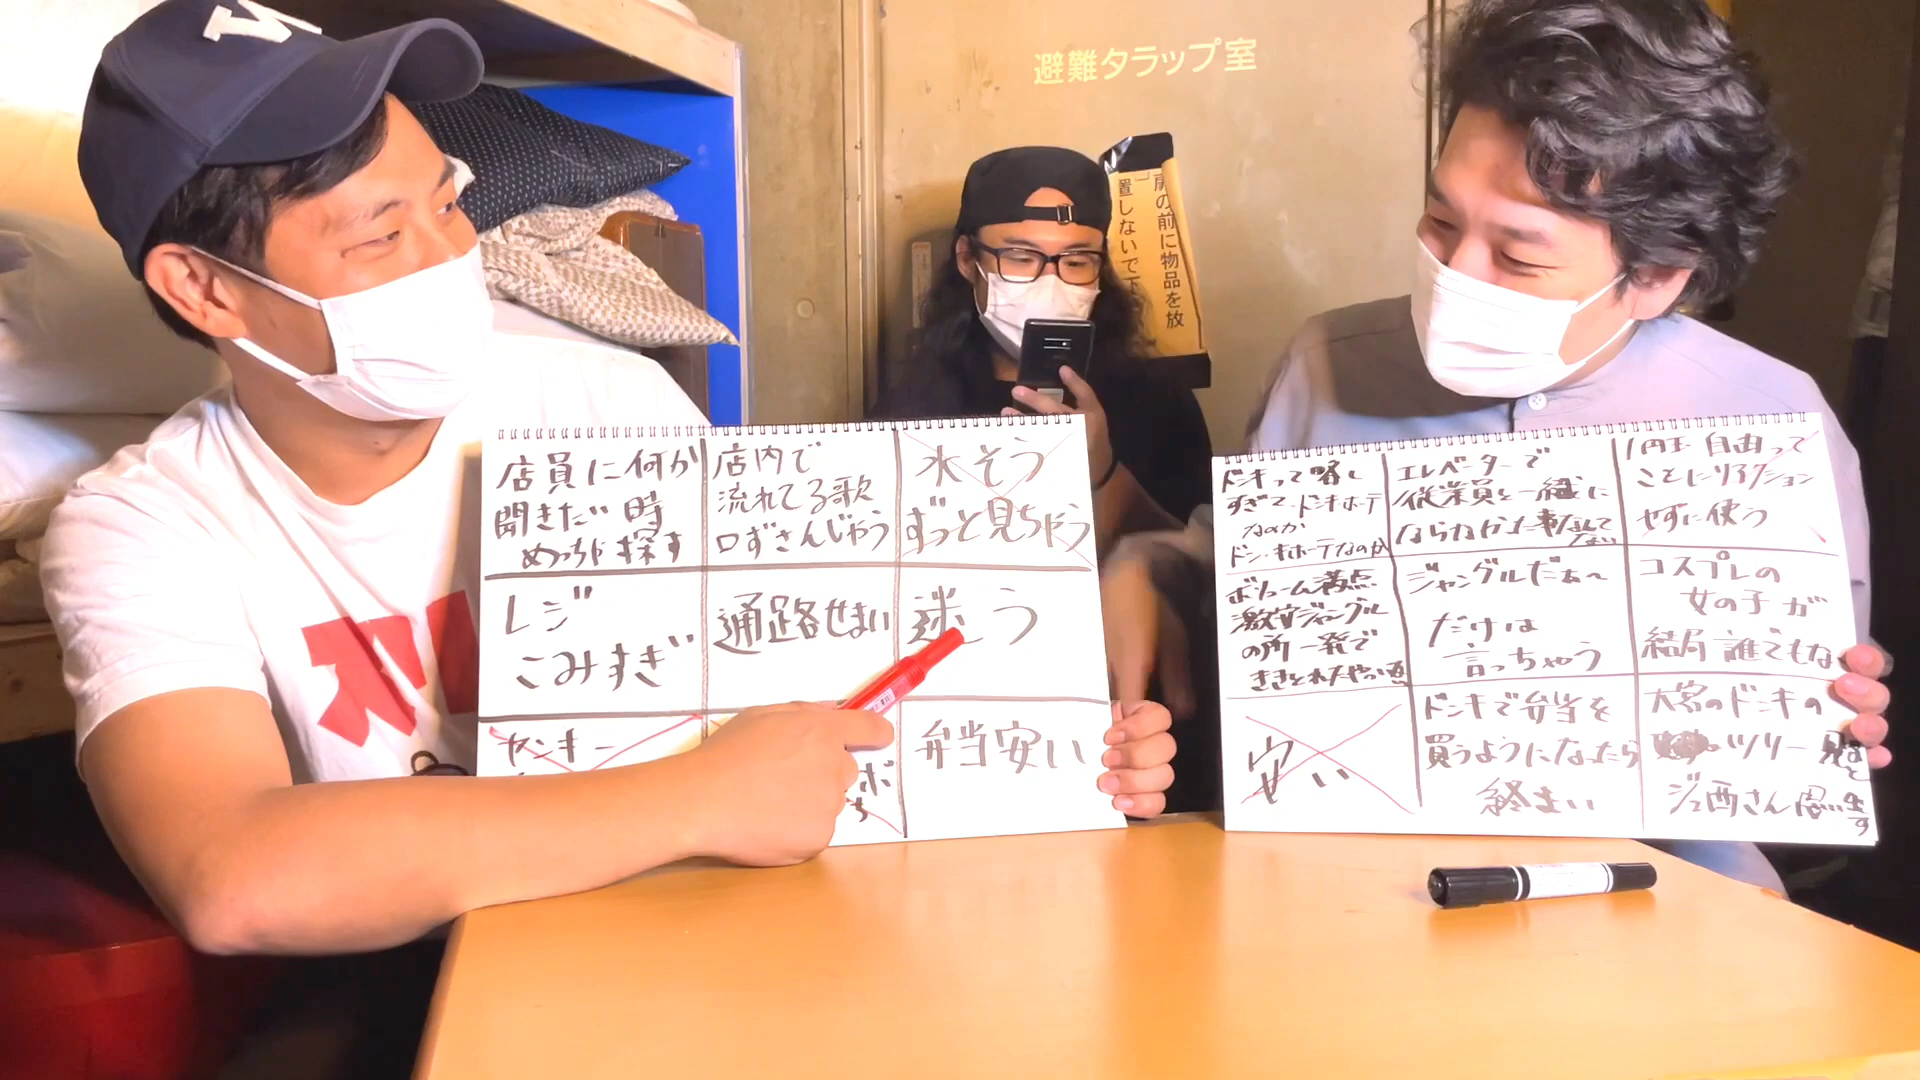 避難タラップ室
扉の前に物品を放
置しないで下
店員に何か
聞きたい時
めっちゃ探す
店内で
流れてる歌
口ずさんじゃう
水そう
ずっと見ちゃう
レジ
こみすぎ
通路せまい
迷う
ヤンキー
弁当安い
ドンキって略し
すぎてドンキホーテ
なのか
ドン・キホーテなのか
エレベーターで
従業員と一緒に
ならなかった事なんて
ない
1円玉 自由って
ことにリアクション
せずに使う
ボリューム満点
激安ジャングル
の所一発で
ききとれたやつ
ジャングルだぁ〜
だけは
言っちゃう
コスプレの
女の子が
結局 誰でもな
安い
ドンキで弁当を
買うようになったら
終まい
大宮のドンキの
ツリー見ると
ジュ西さん思い出す